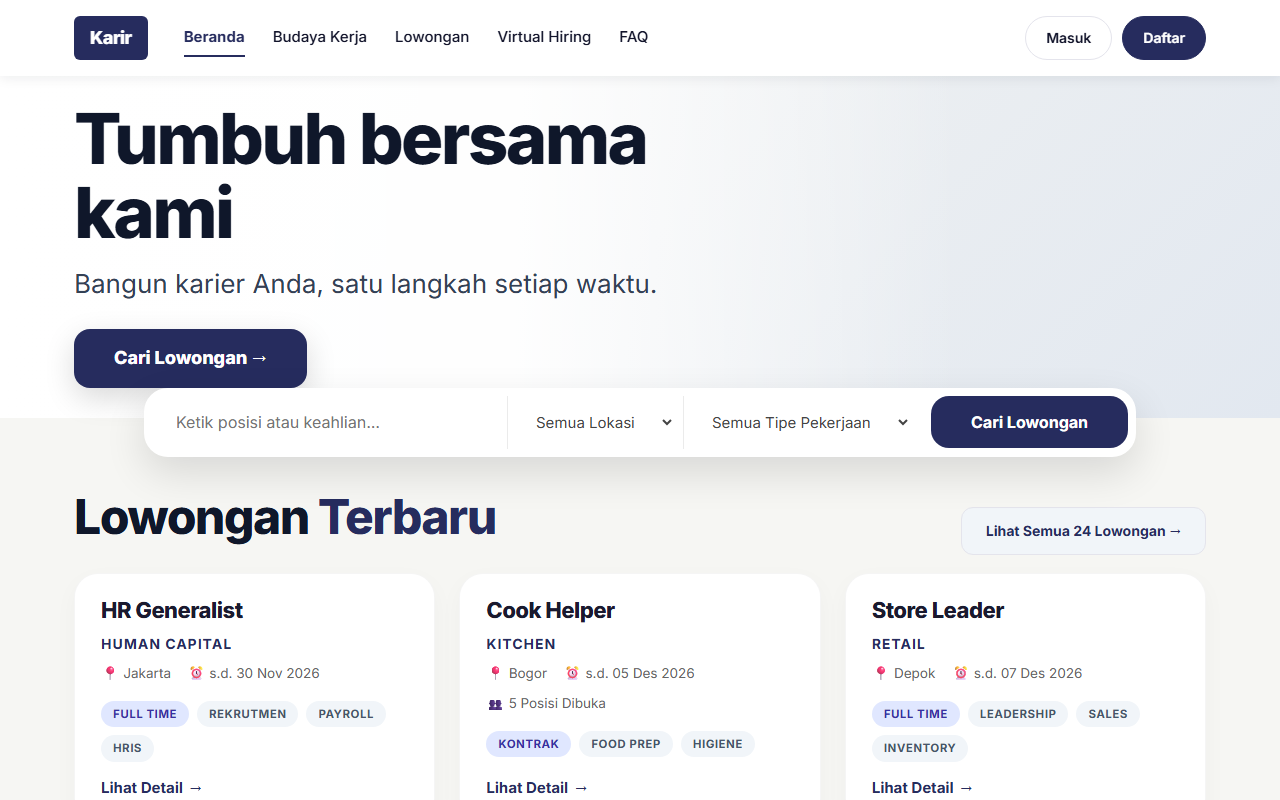 Karir Beranda Budaya Kerja Lowongan Virtual Hiring FAQ Masuk Daftar
Tumbuh bersama
kami
Bangun karier Anda, satu langkah setiap waktu.
Cari Lowongan →
Ketik posisi atau keahlian... Semua Lokasi Semua Tipe Pekerjaan Cari Lowongan
Lowongan Terbaru
Lihat Semua 24 Lowongan →
HR Generalist
HUMAN CAPITAL
Jakarta s.d. 30 Nov 2026
FULL TIME REKRUTMEN PAYROLL
HRIS
Lihat Detail →
Cook Helper
KITCHEN
Bogor s.d. 05 Des 2026
5 Posisi Dibuka
KONTRAK FOOD PREP HIGIENE
Lihat Detail →
Store Leader
RETAIL
Depok s.d. 07 Des 2026
FULL TIME LEADERSHIP SALES
INVENTORY
Lihat Detail →